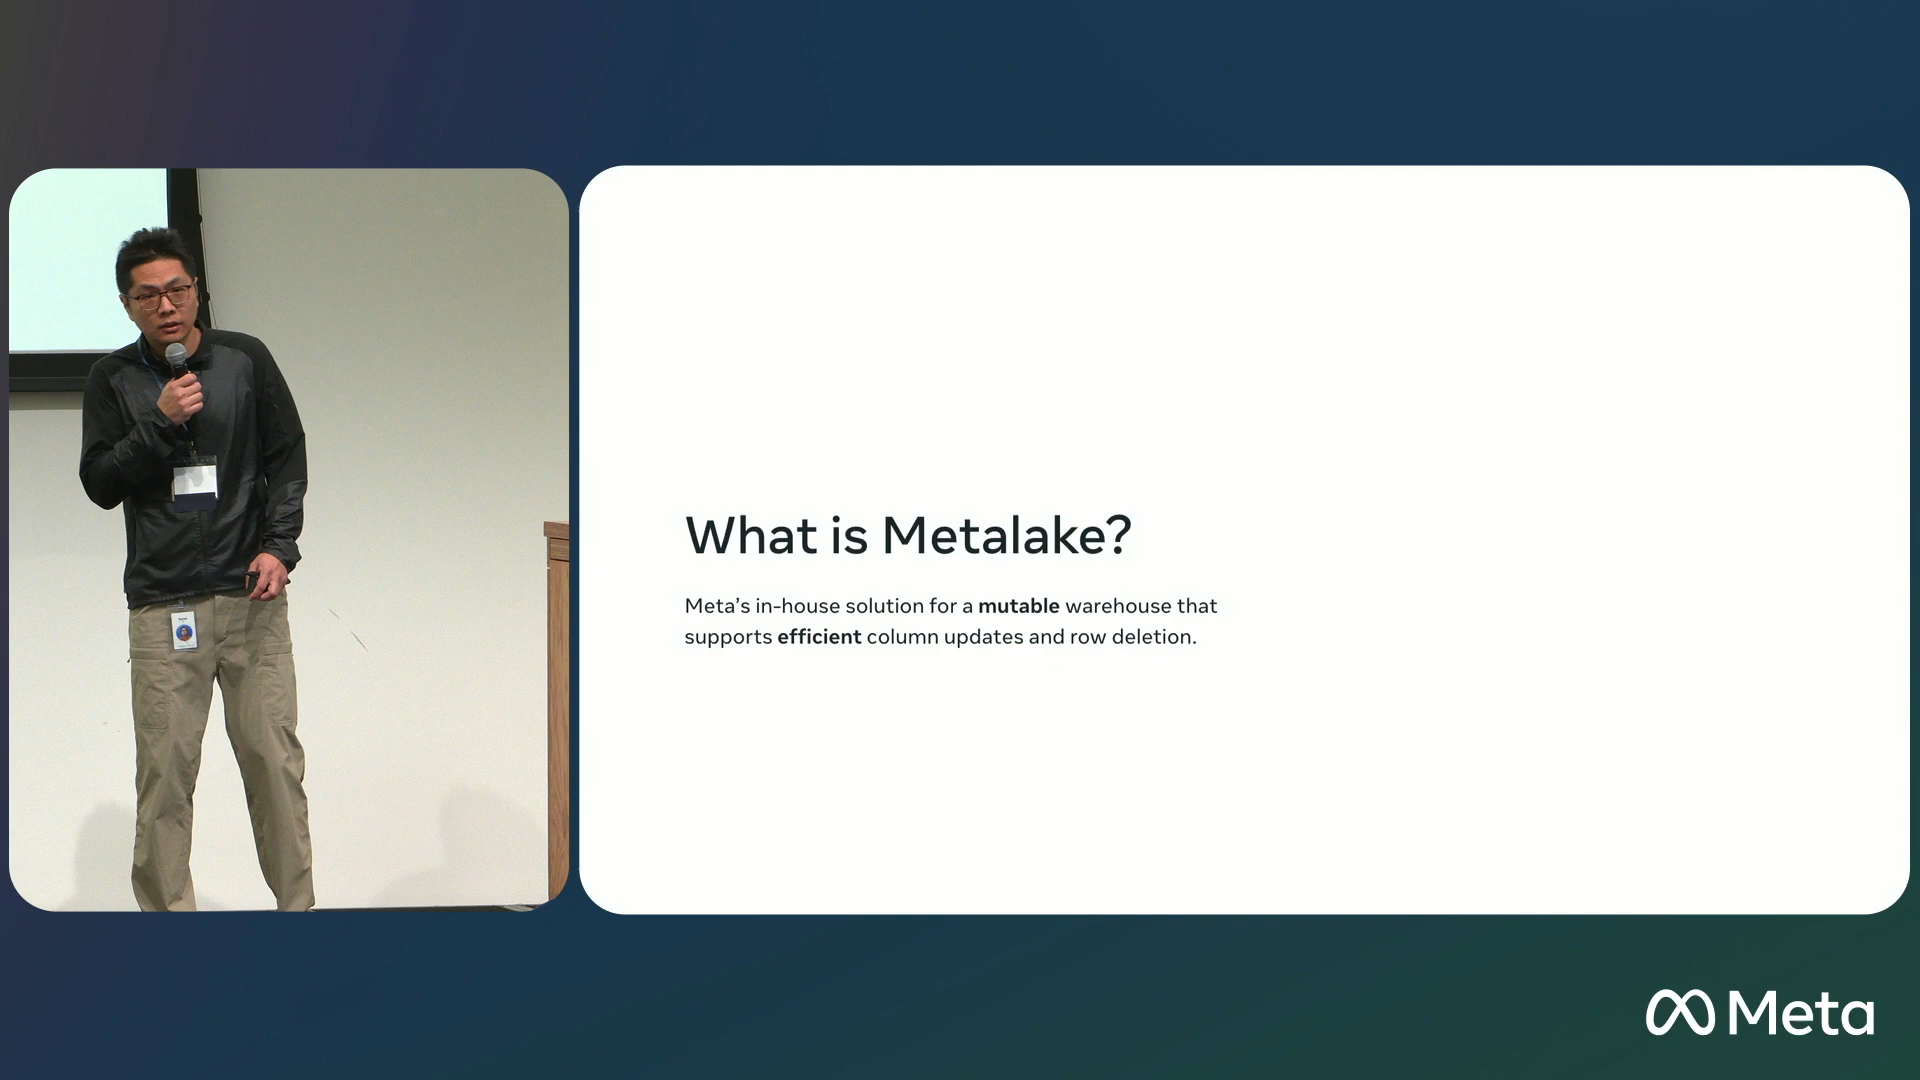 What is Metalake?
Meta’s in-house solution for a mutable warehouse that
supports efficient column updates and row deletion.
Meta